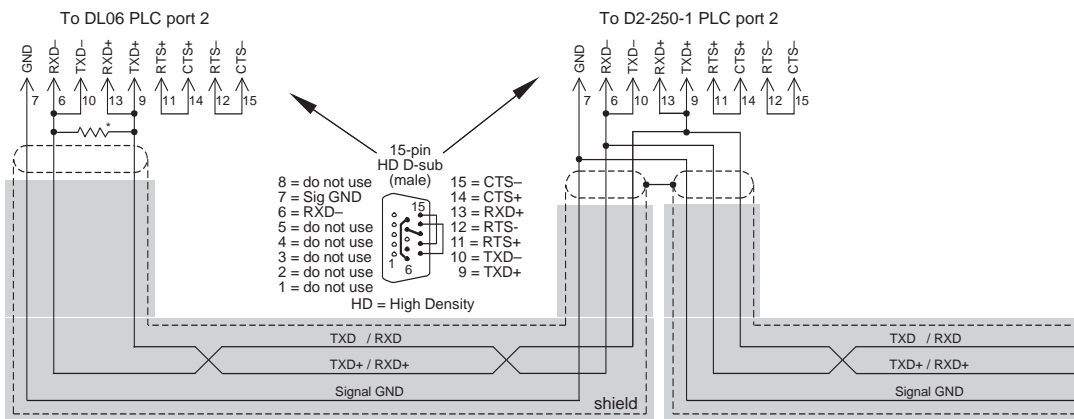 To DL06 PLC port 2
To D2-250-1 PLC port 2
GND RXD– TXD– RXD+ TXD+ RTS+ CTS+ RTS– CTS–
7 6 10 13 9 11 14 12 15
*
GND RXD– TXD– RXD+ TXD+ RTS+ CTS+ RTS– CTS–
7 6 10 13 9 11 14 12 15
15-pin
HD D-sub
(male)
8 = do not use
7 = Sig GND
6 = RXD–
5 = do not use
4 = do not use
3 = do not use
2 = do not use
1 = do not use
15
1
6
15 = CTS–
14 = CTS+
13 = RXD+
12 = RTS-
11 = RTS+
10 = TXD–
9 = TXD+
HD = High Density
TXD / RXD
TXD+ / RXD+
Signal GND
shield
TXD / RXD
TXD+ / RXD+
Signal GND